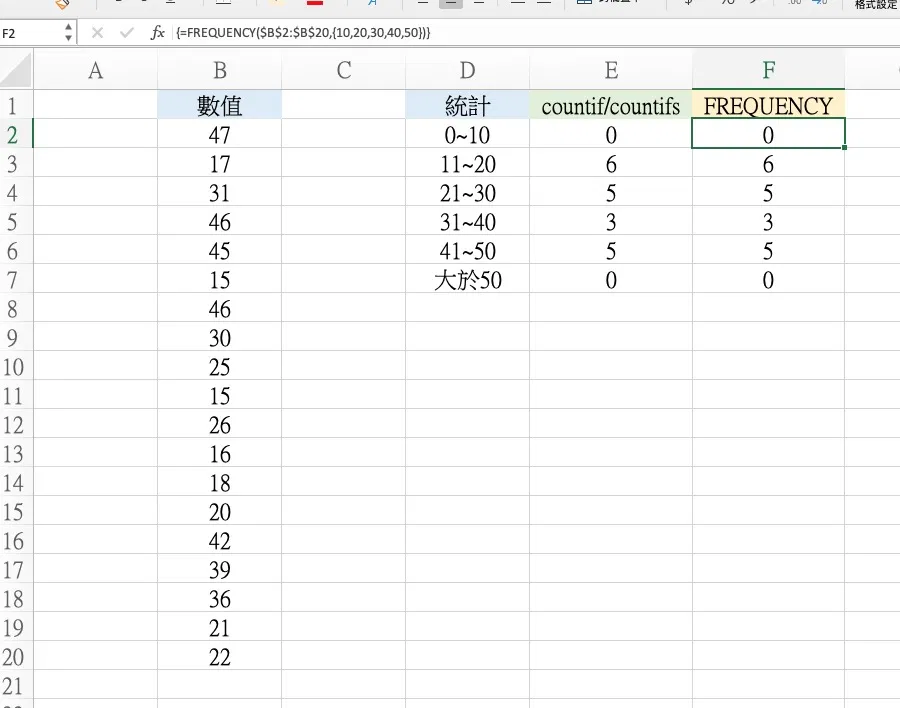 格式設定
F2 fx {=FREQUENCY($B$2:$B$20,{10,20,30,40,50})}
A B C D E F
1 數值 統計 countif/countifs FREQUENCY
2 47 0~10 0 0
3 17 11~20 6 6
4 31 21~30 5 5
5 46 31~40 3 3
6 45 41~50 5 5
7 15 大於50 0 0
8 46
9 30
10 25
11 15
12 26
13 16
14 18
15 20
16 42
17 39
18 36
19 21
20 22
21